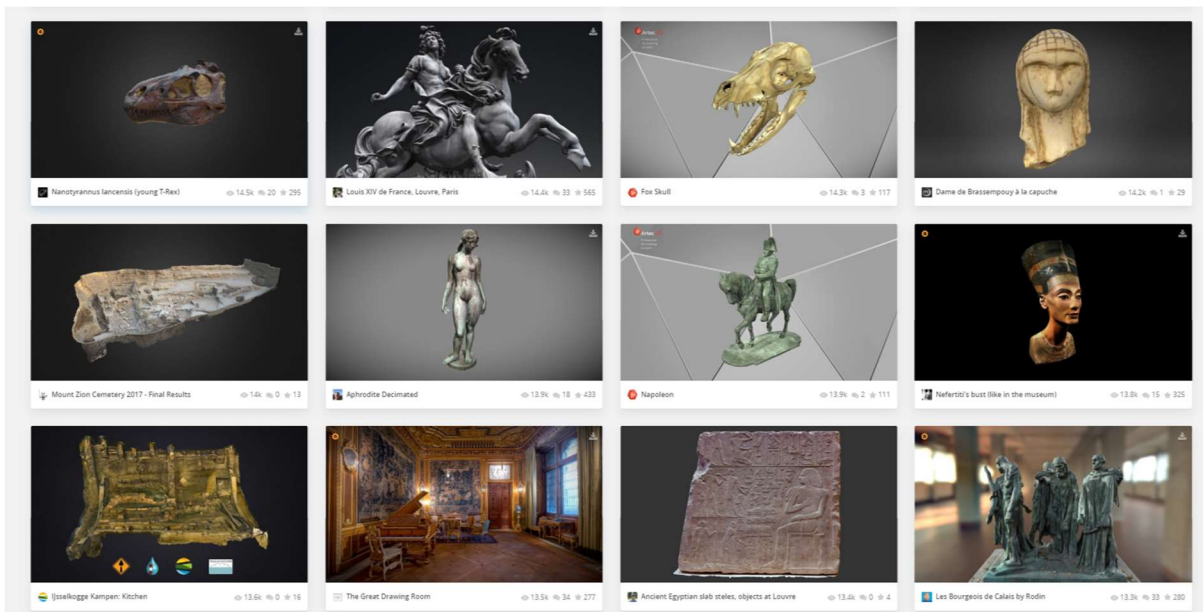 Artec
Nanotyrannus lancensis (young T-Rex) 14.5k 20 295
Louis XIV de France, Louvre, Paris 14.4k 33 565
Fox Skull 14.3k 3 117
Dame de Brassempouy à la capuche 14.2k 1 29
Artec
Mount Zion Cemetery 2017 - Final Results 14k 0 13
Aphrodite Decimated 13.9k 18 433
Napoleon 13.9k 2 111
Nefertiti's bust (like in the museum) 13.8k 15 325
IJsselkogge Kampen: Kitchen 13.6k 0 16
The Great Drawing Room 13.5k 34 277
Ancient Egyptian slab steles, objects at Louvre 13.4k 0 4
Les Bourgeois de Calais by Rodin 13.3k 33 280